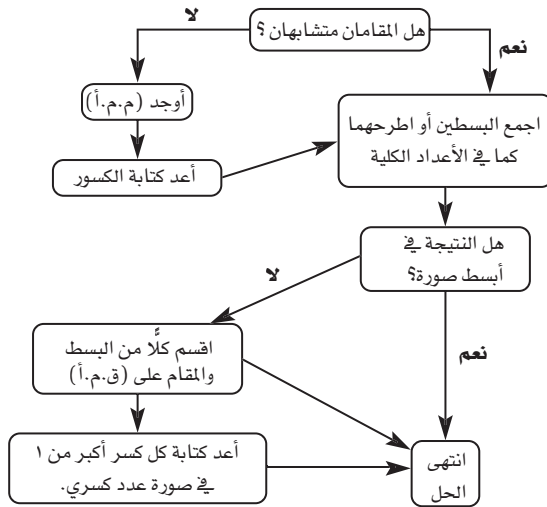 هل المقامان متشابهان ؟
لا
نعم
أوجد (م.م.أ)
أعد كتابة الكسور
اجمع البسطين أو اطرحهما
كما في الأعداد الكلية
هل النتيجة في
أبسط صورة؟
لا
نعم
اقسم كلًّا من البسط
والمقام على (ق.م.أ)
أعد كتابة كل كسر أكبر من ١
في صورة عدد كسري.
انتهى
الحل